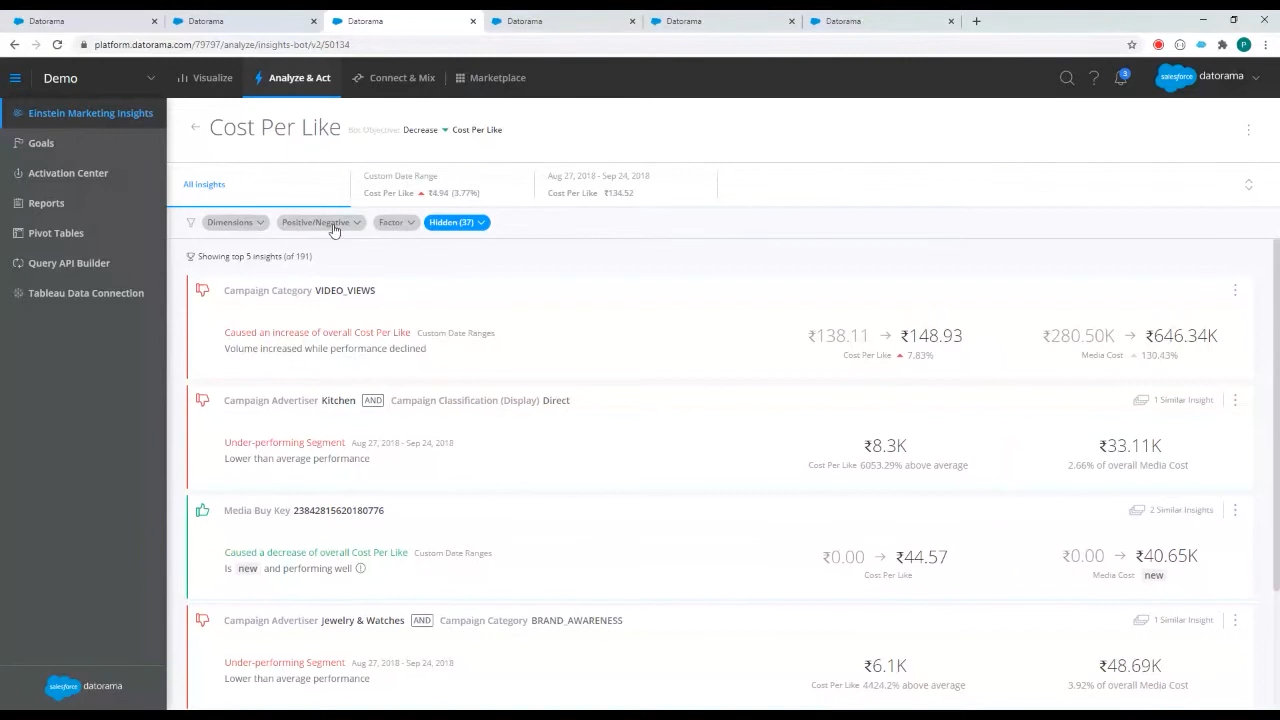 Datorama Datorama Datorama Datorama Datorama Datorama
platform.datorama.com/79797/analyze/insights-bot/v2/50134 P
Demo Visualize Analyze & Act Connect & Mix Marketplace 3 salesforce datorama
Einstein Marketing Insights
Goals
Activation Center
Reports
Pivot Tables
Query API Builder
Tableau Data Connection
salesforce datorama
Cost Per Like Bot Objective: Decrease Cost Per Like
All insights
Custom Date Range
Cost Per Like ₹4.94 (3.77%)
Aug 27, 2018 - Sep 24, 2018
Cost Per Like ₹134.52
Dimensions Positive/Negative Factor Hidden (37)
Showing top 5 insights (of 191)
Campaign Category VIDEO_VIEWS
Caused an increase of overall Cost Per Like Custom Date Ranges
Volume increased while performance declined
₹138.11 → ₹148.93
Cost Per Like 7.83%
₹280.50K → ₹646.34K
Media Cost 130.43%
Campaign Advertiser Kitchen AND Campaign Classification (Display) Direct 1 Similar Insight
Under-performing Segment Aug 27, 2018 - Sep 24, 2018
Lower than average performance
₹8.3K
Cost Per Like 6053.29% above average
₹33.11K
2.66% of overall Media Cost
Media Buy Key 23842815620180776 2 Similar Insights
Caused a decrease of overall Cost Per Like Custom Date Ranges
Is new and performing well
₹0.00 → ₹44.57
Cost Per Like
₹0.00 → ₹40.65K
Media Cost new
Campaign Advertiser Jewelry & Watches AND Campaign Category BRAND_AWARENESS 1 Similar Insight
Under-performing Segment Aug 27, 2018 - Sep 24, 2018
Lower than average performance
₹6.1K
Cost Per Like 4424.2% above average
₹48.69K
3.92% of overall Media Cost